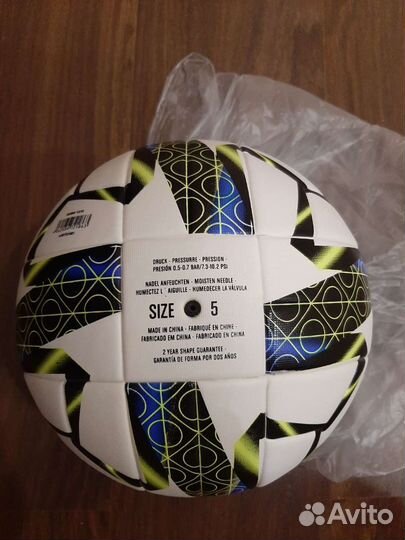 DRUCK - PRESSURRE - PRESSION -
PRESIÓN 0.5-0.7 BAR/7.3-10.2 PSI
NADEL ANFEUCHTEN - MOISTEN NEEDLE -
HUMECTEZ L´ AIGUILLE - HUMEDECER LA VÁLVULA
SIZE 5
MADE IN CHINA - FABRIQUÉ EN CHINE -
FABRICADO EM CHINA - FABRICADO EN CHINA
2 YEAR SHAPE GUARANTEE -
GARANTÍA DE FORMA POR DOS AÑOS
Avito